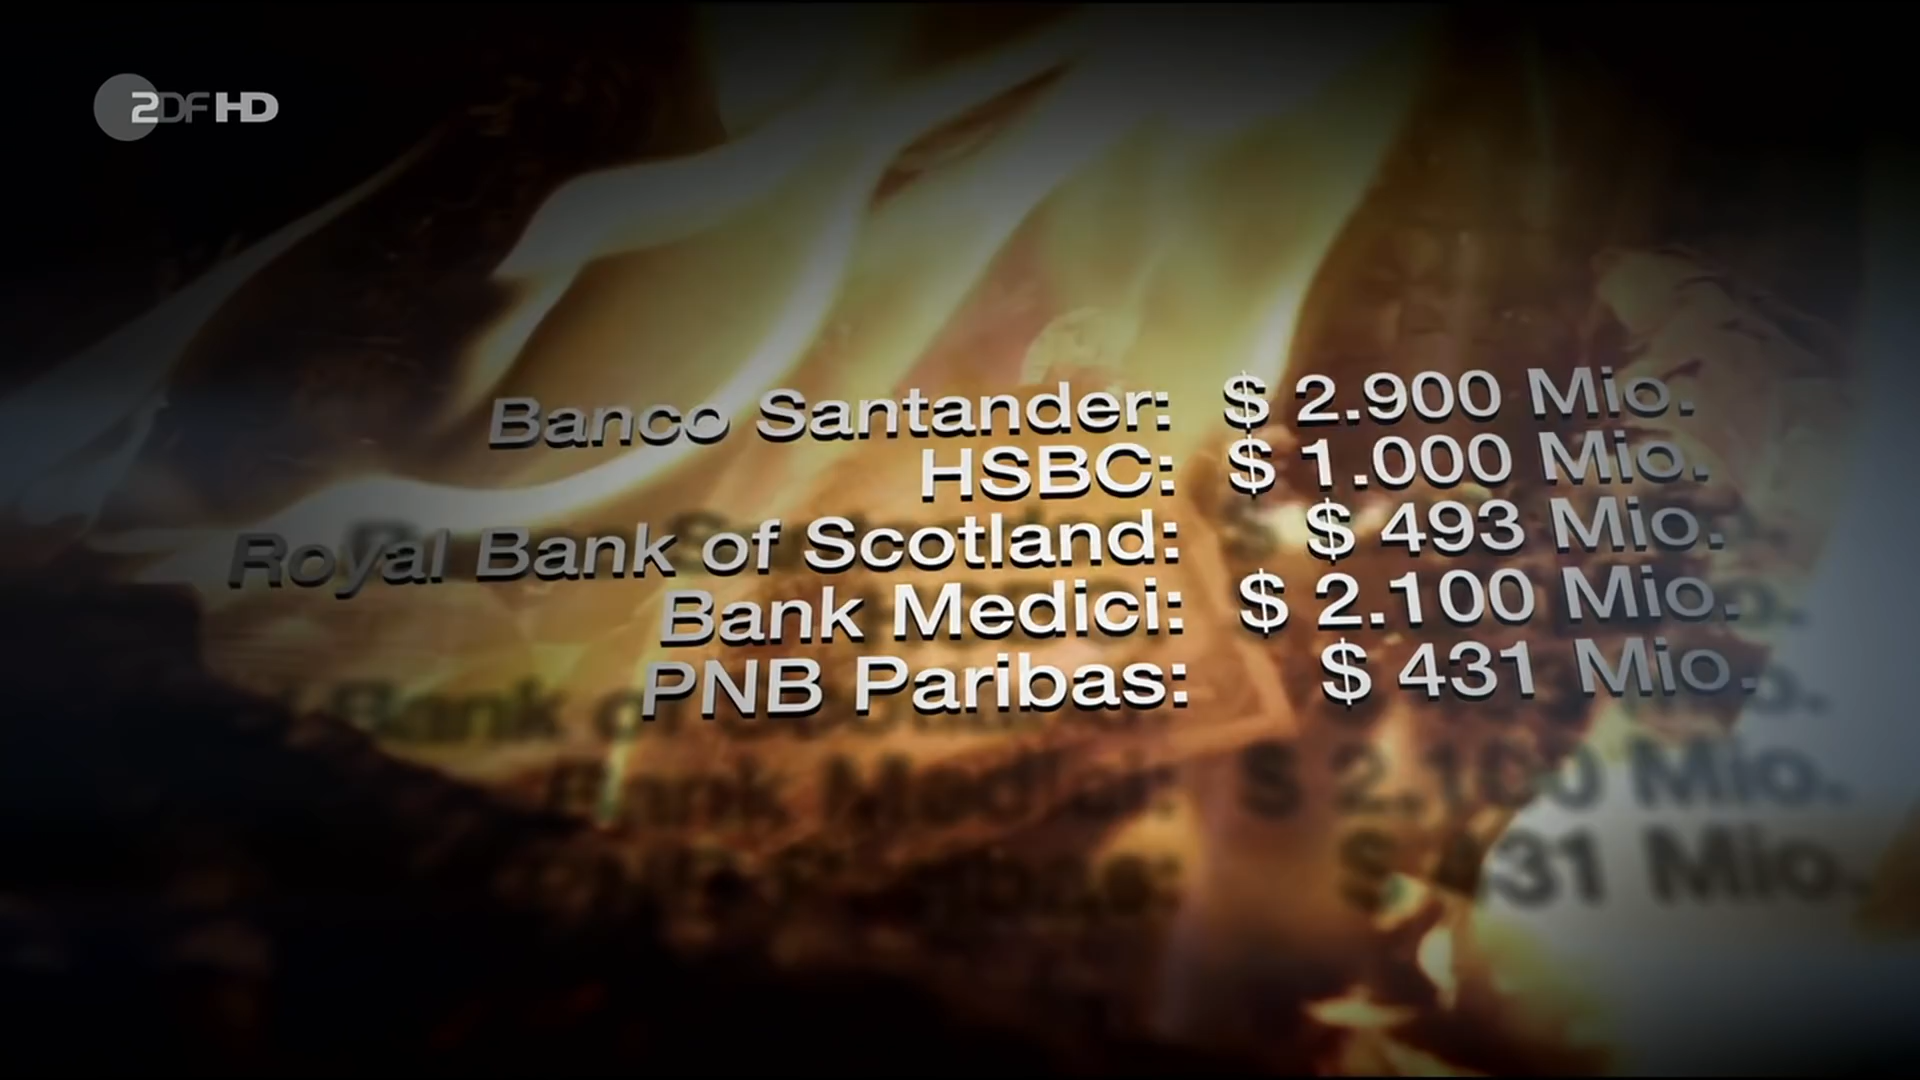 2DF HD
Banco Santander: $ 2.900 Mio.
HSBC: $ 1.000 Mio.
Royal Bank of Scotland: $ 493 Mio.
Bank Medici: $ 2.100 Mio.
PNB Paribas: $ 431 Mio.